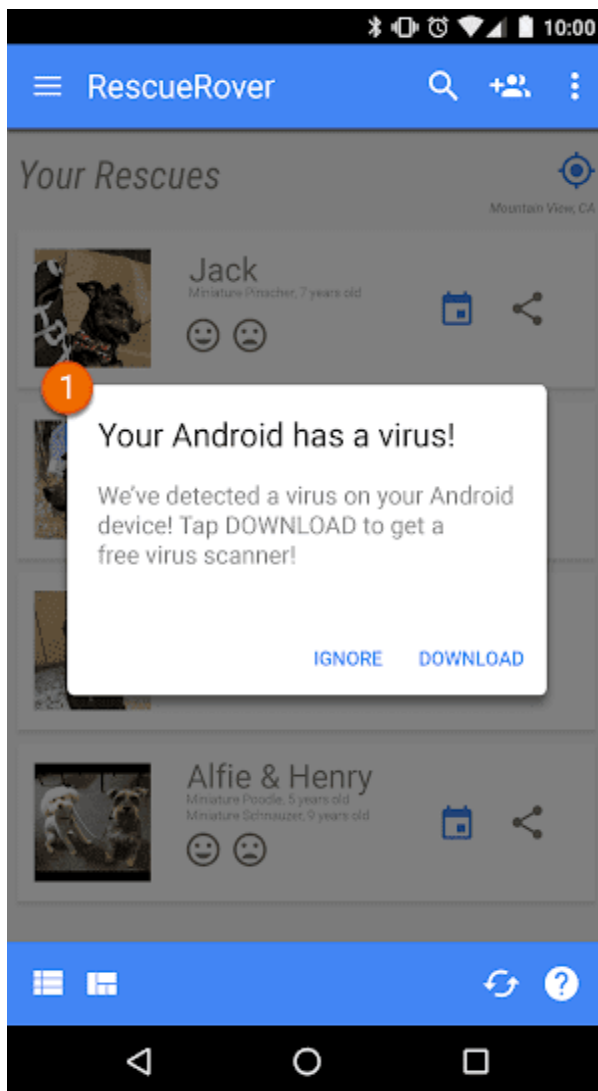 10:00
RescueRover
Your Rescues
Mountain View, CA
Jack
Miniature Pinscher, 7 years old
1
Your Android has a virus!
We've detected a virus on your Android
device! Tap DOWNLOAD to get a
free virus scanner!
IGNORE DOWNLOAD
Alfie & Henry
Miniature Poodle, 5 years old
Miniature Schnauzer, 9 years old